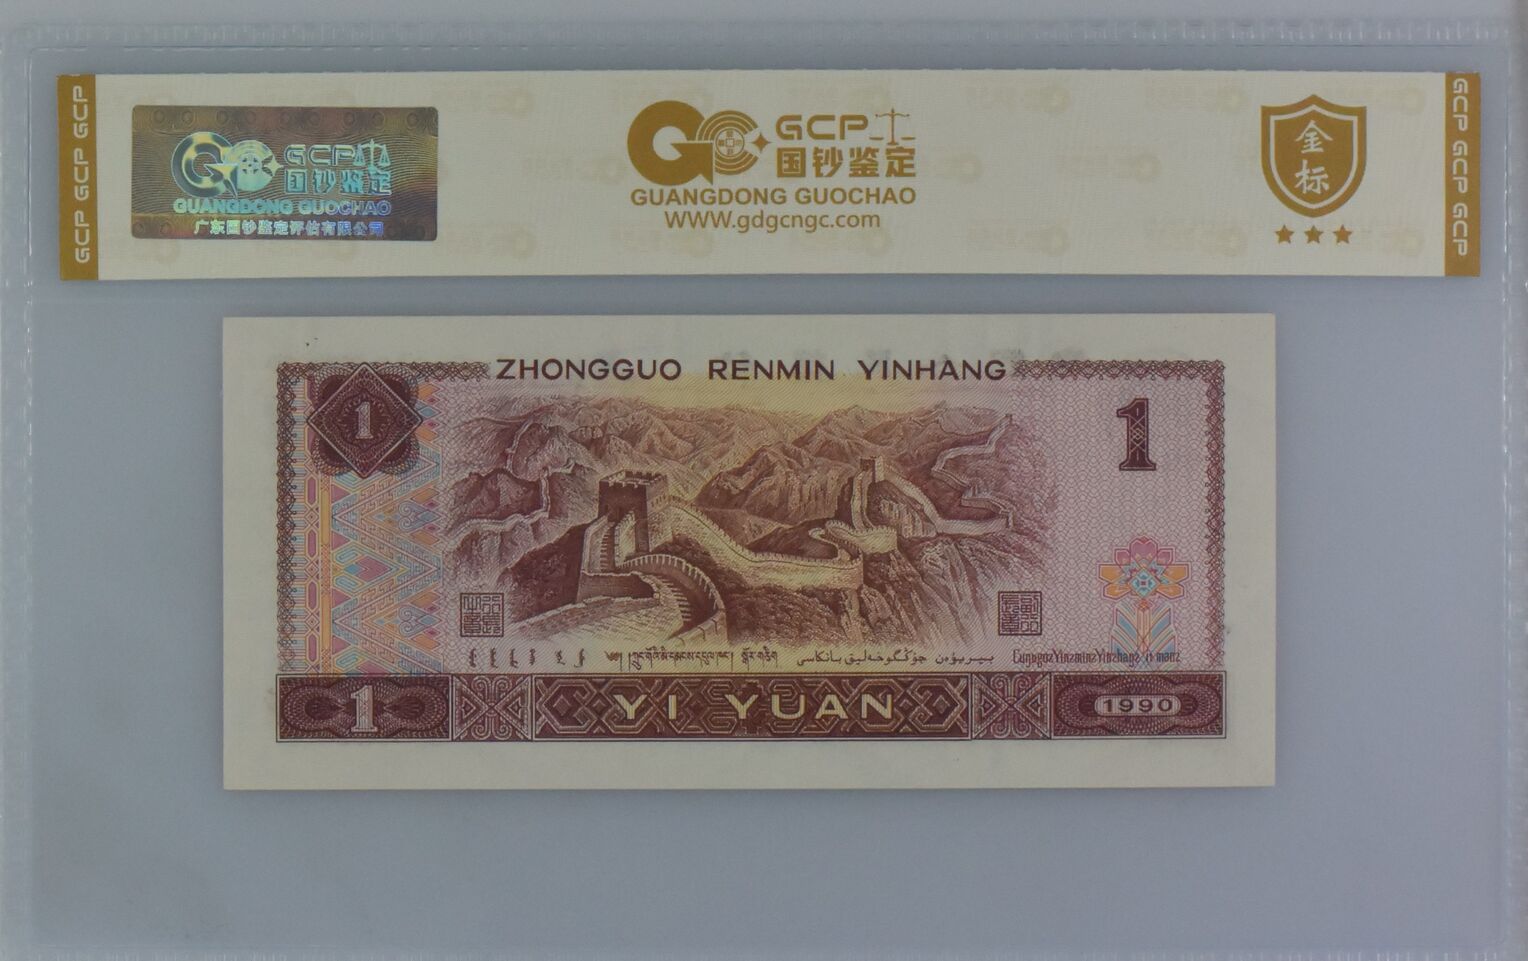 GCP GCP GCP
GCP 国钞鉴定
GUANGDONG GUOCHAO
广东国钞鉴定评估有限公司
GCP
国钞鉴定
GUANGDONG GUOCHAO
WWW.gdgcngc.com
金标
GCP GCP GCP
ZHONGGUO RENMIN YINHANG
1
1
1
YI YUAN
1990